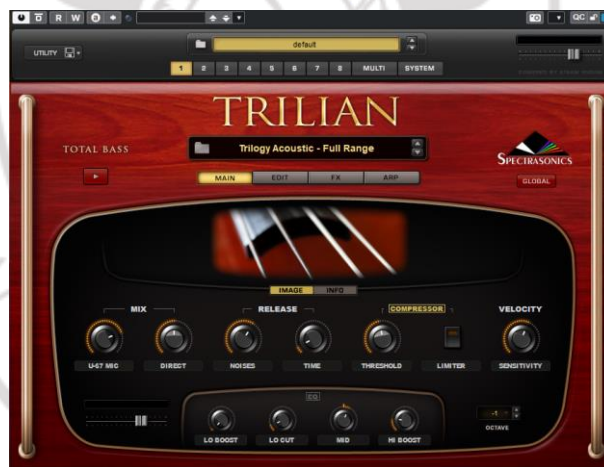 R W
QC
UTILITY
default
1 2 3 4 5 6 7 8 MULTI SYSTEM
TRILIAN
TOTAL BASS
Trilogy Acoustic - Full Range
SPECTRASONICS
MAIN EDIT FX ARP
GLOBAL
IMAGE INFO
MIX RELEASE COMPRESSOR VELOCITY
U-67 MIC DIRECT NOISES TIME THRESHOLD LIMITER SENSITIVITY
EQ
-1
OCTAVE
LO BOOST LO CUT MID HI BOOST